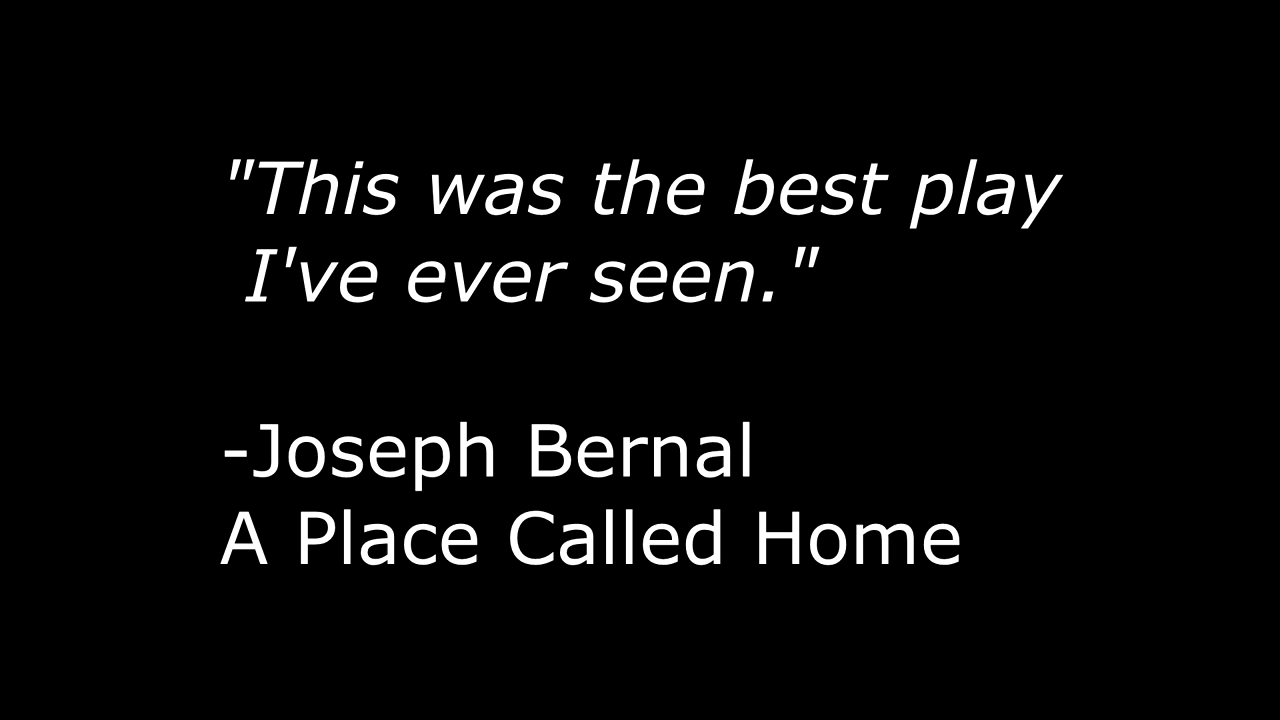 "This was the best play
I've ever seen."
-Joseph Bernal
A Place Called Home